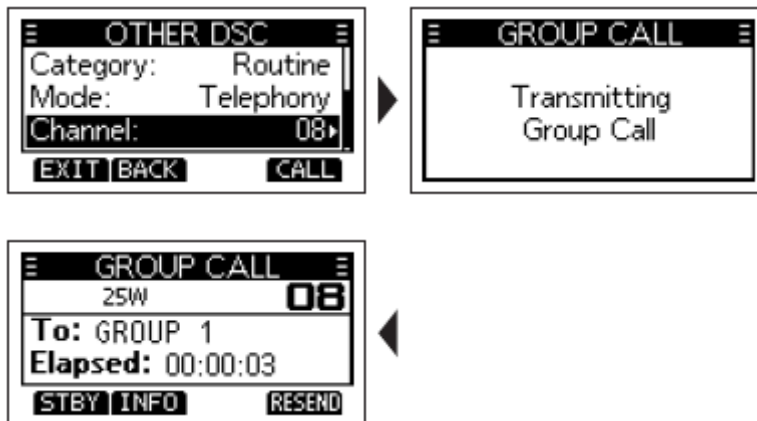 OTHER DSC
Category: Routine
Mode: Telephony
Channel: 08
EXIT BACK CALL
GROUP CALL
Transmitting
Group Call
GROUP CALL
25W 08
To: GROUP 1
Elapsed: 00:00:03
STBY INFO RESEND